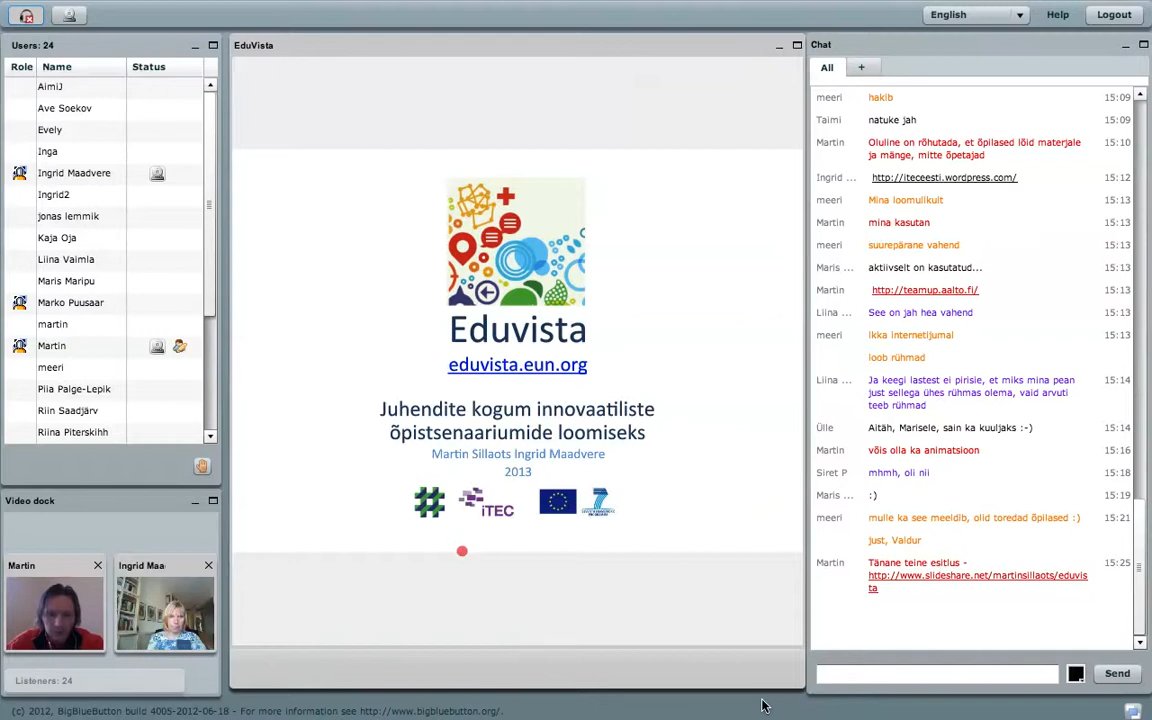 English
Help
Logout
Users: 24
Role Name Status
AimiJ
Ave Soekov
Evely
Inga
Ingrid Maadvere
Ingrid2
jonas lemmik
Kaja Oja
Liina Vaimla
Maris Maripu
Marko Puusaar
martin
Martin
meeri
Piia Palge-Lepik
Riin Saadjärv
Riina Piterskihh
Video dock
Martin
Ingrid Maa
Listeners: 24
EduVista
Eduvista
eduvista.eun.org
Juhendite kogum innovaatiliste
õpistsenaariumide loomiseks
Martin Sillaots Ingrid Maadvere
2013
iTEC
Chat
All +
meeri hakib 15:09
Taimi natuke jah 15:09
Martin Oluline on rõhutada, et õpilased lõid materjale 15:10
ja mänge, mitte õpetajad
Ingrid ... http://iteceesti.wordpress.com/ 15:12
meeri Mina loomulikult 15:13
Martin mina kasutan 15:13
meeri suurepärane vahend 15:13
Maris ... aktiivselt on kasutatud... 15:13
Martin http://teamup.aalto.fi/ 15:13
Liina ... See on jah hea vahend 15:13
meeri Ikka internetijumal 15:13
loob rühmad
Liina ... Ja keegi lastest ei pirisie, et miks mina pean 15:14
just sellega ühes rühmas olema, vaid arvuti
teeb rühmad
Ülle Aitäh, Marisele, sain ka kuuljaks :-) 15:14
Martin võis olla ka animatsioon 15:16
Siret P mhmh, oli nii 15:18
Maris ... :) 15:19
meeri mulle ka see meeldib, olid toredad õpilased :) 15:21
just, Valdur
Martin Tänane teine esitlus - 15:25
http://www.slideshare.net/martinsillaots/eduvis
ta
Send
(c) 2012, BigBlueButton build 4005-2012-06-18 - For more information see http://www.bigbluebutton.org/.